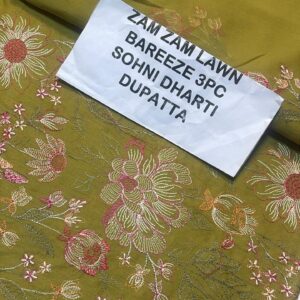 ZAM ZAM LAWN
BAREEZE 3PC
SOHNI DHARTI
DUPATTA